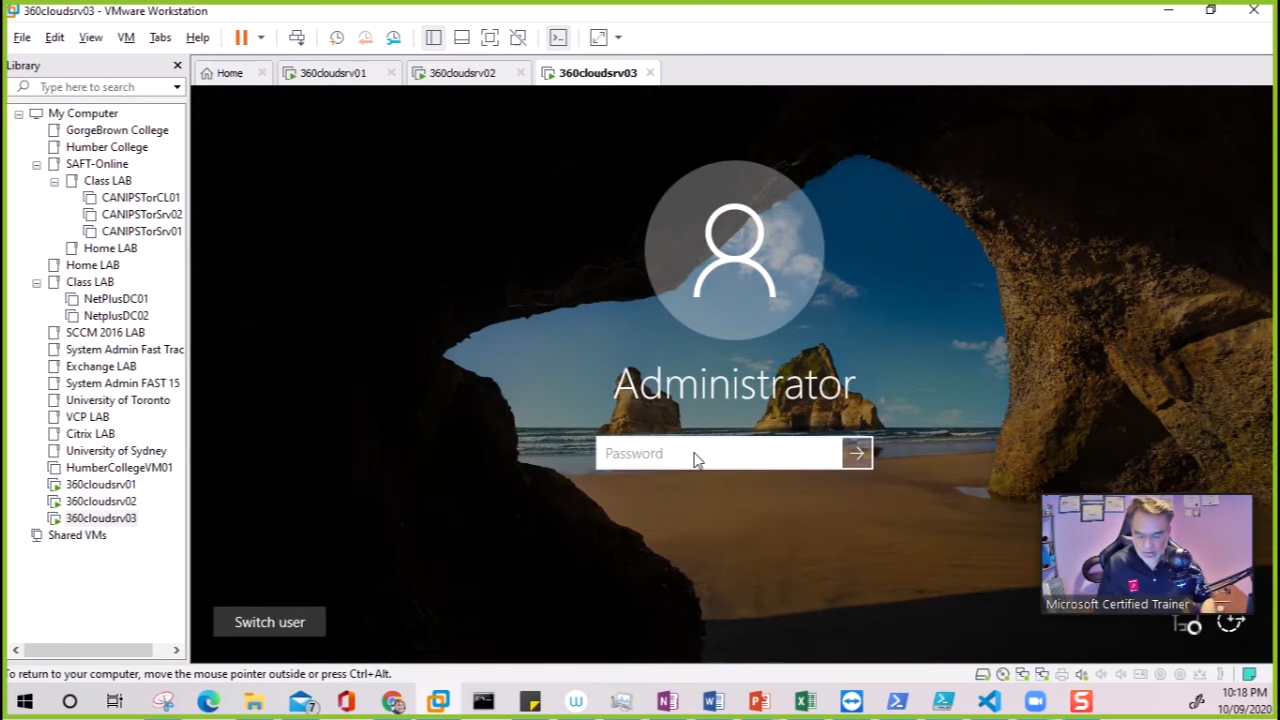 360cloudsrv03 - VMware Workstation
File Edit View VM Tabs Help
Library
Type here to search
Home 360cloudsrv01 360cloudsrv02 360cloudsrv03
My Computer
GorgeBrown College
Humber College
SAFT-Online
Class LAB
CANIPSTorCL01
CANIPSTorSrv02
CANIPSTorSrv01
Home LAB
Home LAB
Class LAB
NetPlusDC01
NetplusDC02
SCCM 2016 LAB
System Admin Fast Trac
Exchange LAB
System Admin FAST 15
University of Toronto
VCP LAB
Citrix LAB
University of Sydney
HumberCollegeVM01
360cloudsrv01
360cloudsrv02
360cloudsrv03
Shared VMs
Administrator
Password
Switch user
Microsoft Certified Trainer
To return to your computer, move the mouse pointer outside or press Ctrl+Alt.
7
10:18 PM
10/09/2020